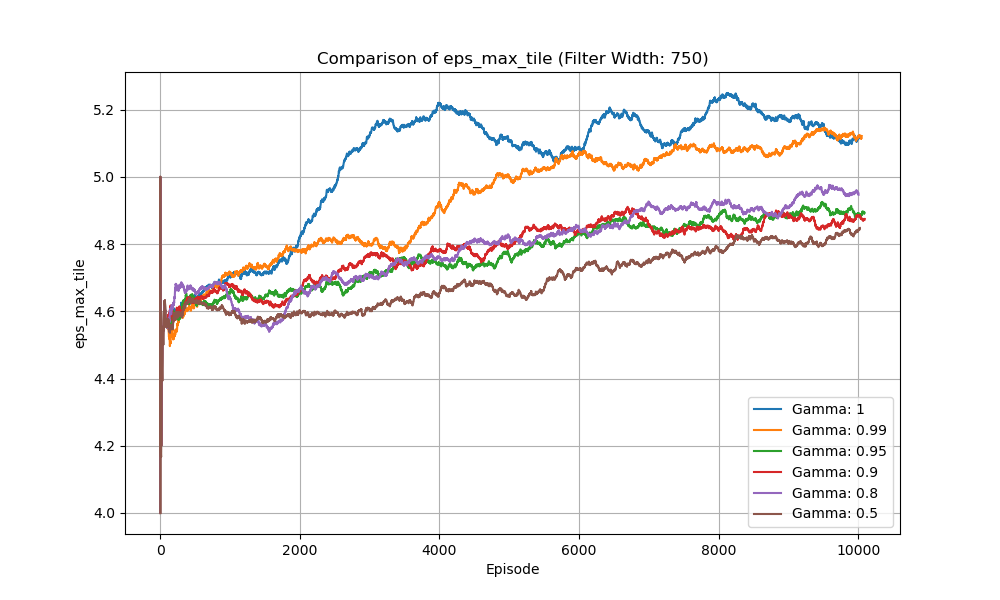 Comparison of eps_max_tile (Filter Width: 750)
eps_max_tile
5.2
5.0
4.8
4.6
4.4
4.2
4.0
0 2000 4000 6000 8000 10000
Episode
Gamma: 1
Gamma: 0.99
Gamma: 0.95
Gamma: 0.9
Gamma: 0.8
Gamma: 0.5